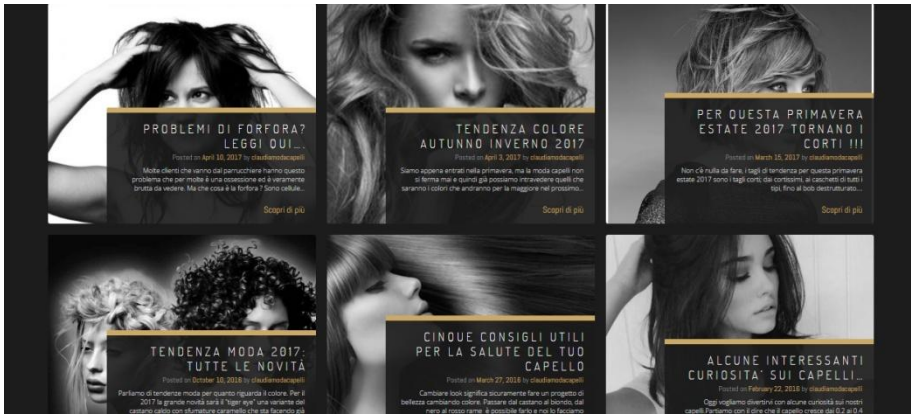 PROBLEMI DI FORFORA?
LEGGI QUI….
Posted on April 10, 2017 by claudiamodacapelli
Molte clienti che vanno dal parrucchiere hanno questo
problema che per molte è una ossessione ed è veramente
brutta da vedere. Ma che cosa è la forfora ? Sono cellule...
Scopri di più
TENDENZA COLORE
AUTUNNO INVERNO 2017
Posted on April 3, 2017 by claudiamodacapelli
Siamo appena entrati nella primavera, ma la moda capelli non
si ferma mai e quindi già possiamo intravedere quelli che
saranno i colori che andranno per la maggiore nel prossimo...
Scopri di più
PER QUESTA PRIMAVERA
ESTATE 2017 TORNANO I
CORTI !!!
Posted on March 15, 2017 by claudiamodacapelli
Non c'è nulla da fare, i tagli di tendenza per questa primavera
estate 2017 sono i tagli corti; dai cortissimi, ai caschetti di tutti i
tipi, fino al bob destrutturato...
Scopri di più
TENDENZA MODA 2017:
TUTTE LE NOVITÁ
Posted on October 10, 2016 by claudiamodacapelli
Parliamo di tendenze moda per quanto riguarda il colore. Per il
2017 la grande novità sarà il "tiger eye" una variante del
castano caldo con sfumature caramello che sta facendo già
CINQUE CONSIGLI UTILI
PER LA SALUTE DEL TUO
CAPELLO
Posted on March 27, 2016 by claudiamodacapelli
Cambiare look significa sicuramente fare un progetto di
bellezza cambiando colore. Passare dal castano al biondo, dal
nero al rosso rame è possibile farlo e noi lo facciamo
ALCUNE INTERESSANTI
CURIOSITA' SUI CAPELLI…
Posted on February 22, 2016 by claudiamodacapelli
Oggi vogliamo divertirvi con alcune curiosità sui nostri
capelli.Partiamo con il dire che il capello cresce dai 0.2 ai 0.4